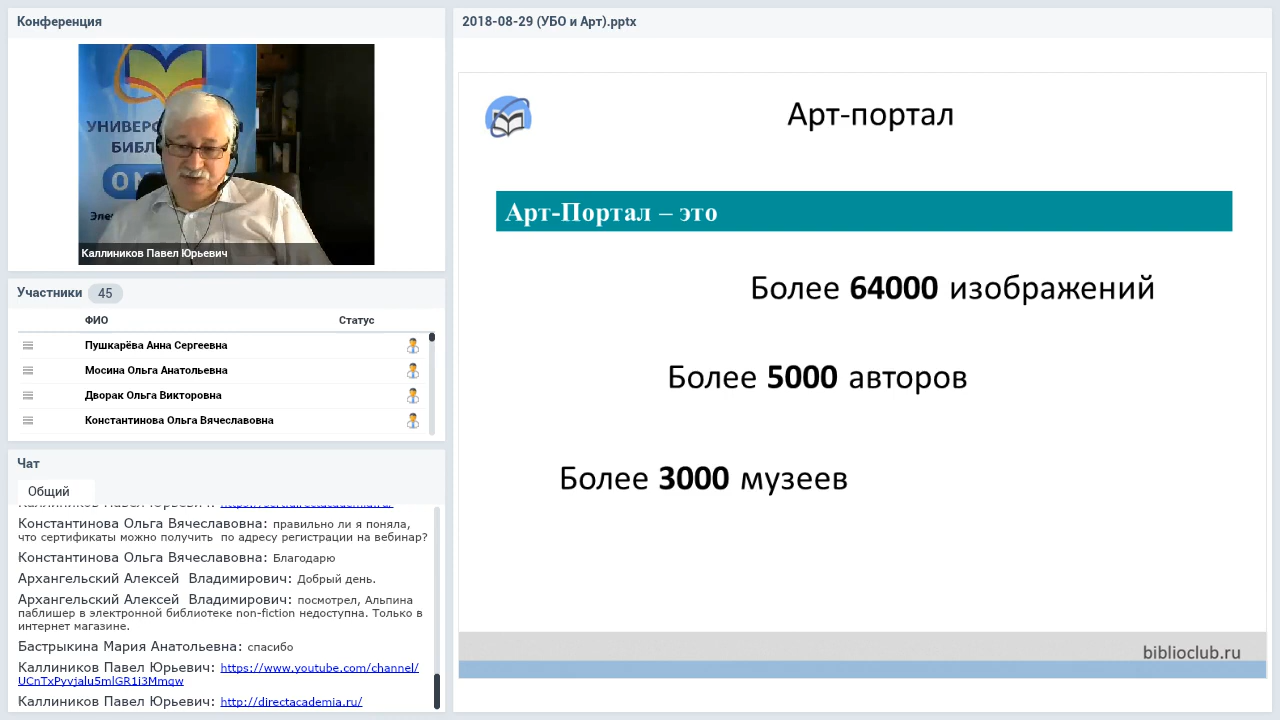 Конференция
УНИВЕРС
БИБЛ
Каллиников Павел Юрьевич
Участники 45
ФИО Статус
Пушкарёва Анна Сергеевна
Мосина Ольга Анатольевна
Дворак Ольга Викторовна
Константинова Ольга Вячеславовна
Чат
Общий
Константинова Ольга Вячеславовна: правильно ли я поняла,
что сертификаты можно получить по адресу регистрации на вебинар?
Константинова Ольга Вячеславовна: Благодарю
Архангельский Алексей Владимирович: Добрый день.
Архангельский Алексей Владимирович: посмотрел, Альпина
паблишер в электронной библиотеке non-fiction недоступна. Только в
интернет магазине.
Бастрыкина Мария Анатольевна: спасибо
Каллиников Павел Юрьевич: https://www.youtube.com/channel/
Каллиников Павел Юрьевич: http://directacademia.ru/
2018-08-29 (УБО и Арт).pptx
Арт-портал
Арт-Портал – это
Более 64000 изображений
Более 5000 авторов
Более 3000 музеев
biblioclub.ru